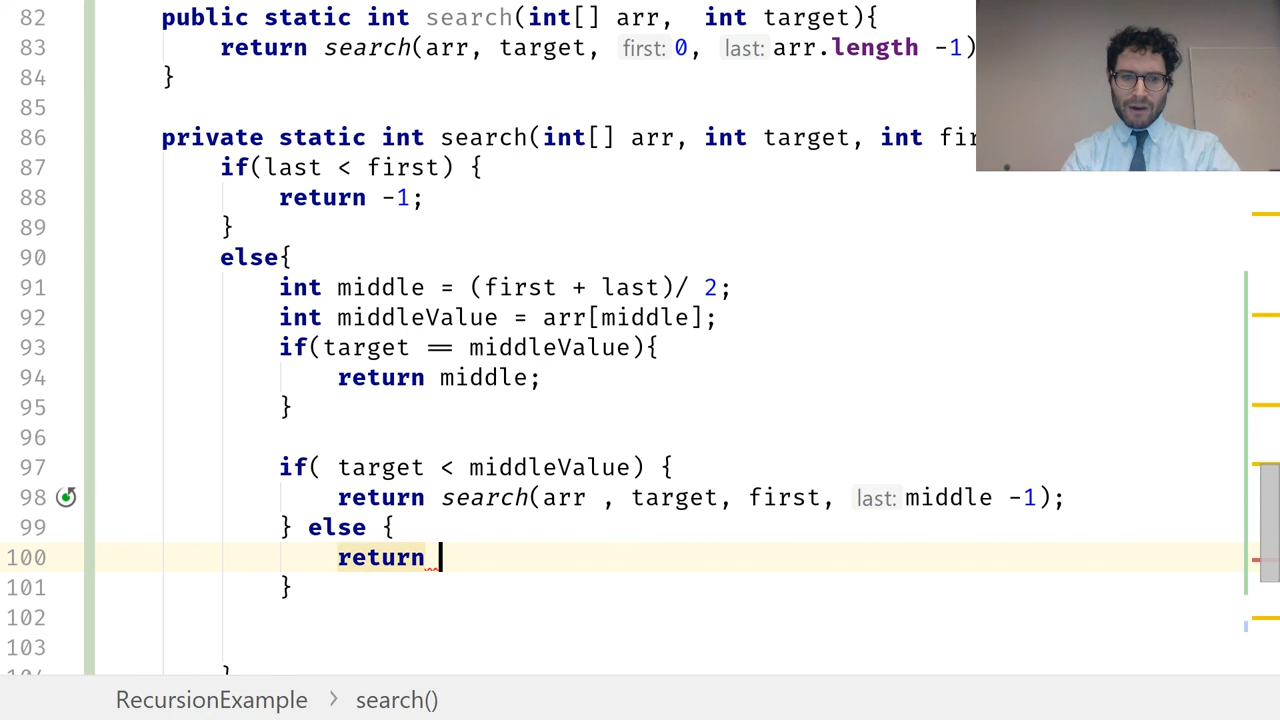 82 public static int search(int[] arr, int target){
83 return search(arr, target, first: 0, last: arr.length -1)
84 }
85
86 private static int search(int[] arr, int target, int fi
87 if(last < first) {
88 return -1;
89 }
90 else{
91 int middle = (first + last)/ 2;
92 int middleValue = arr[middle];
93 if(target == middleValue){
94 return middle;
95 }
96
97 if( target < middleValue) {
98 return search(arr , target, first, last: middle -1);
99 } else {
100 return
101 }
102
103
RecursionExample > search()